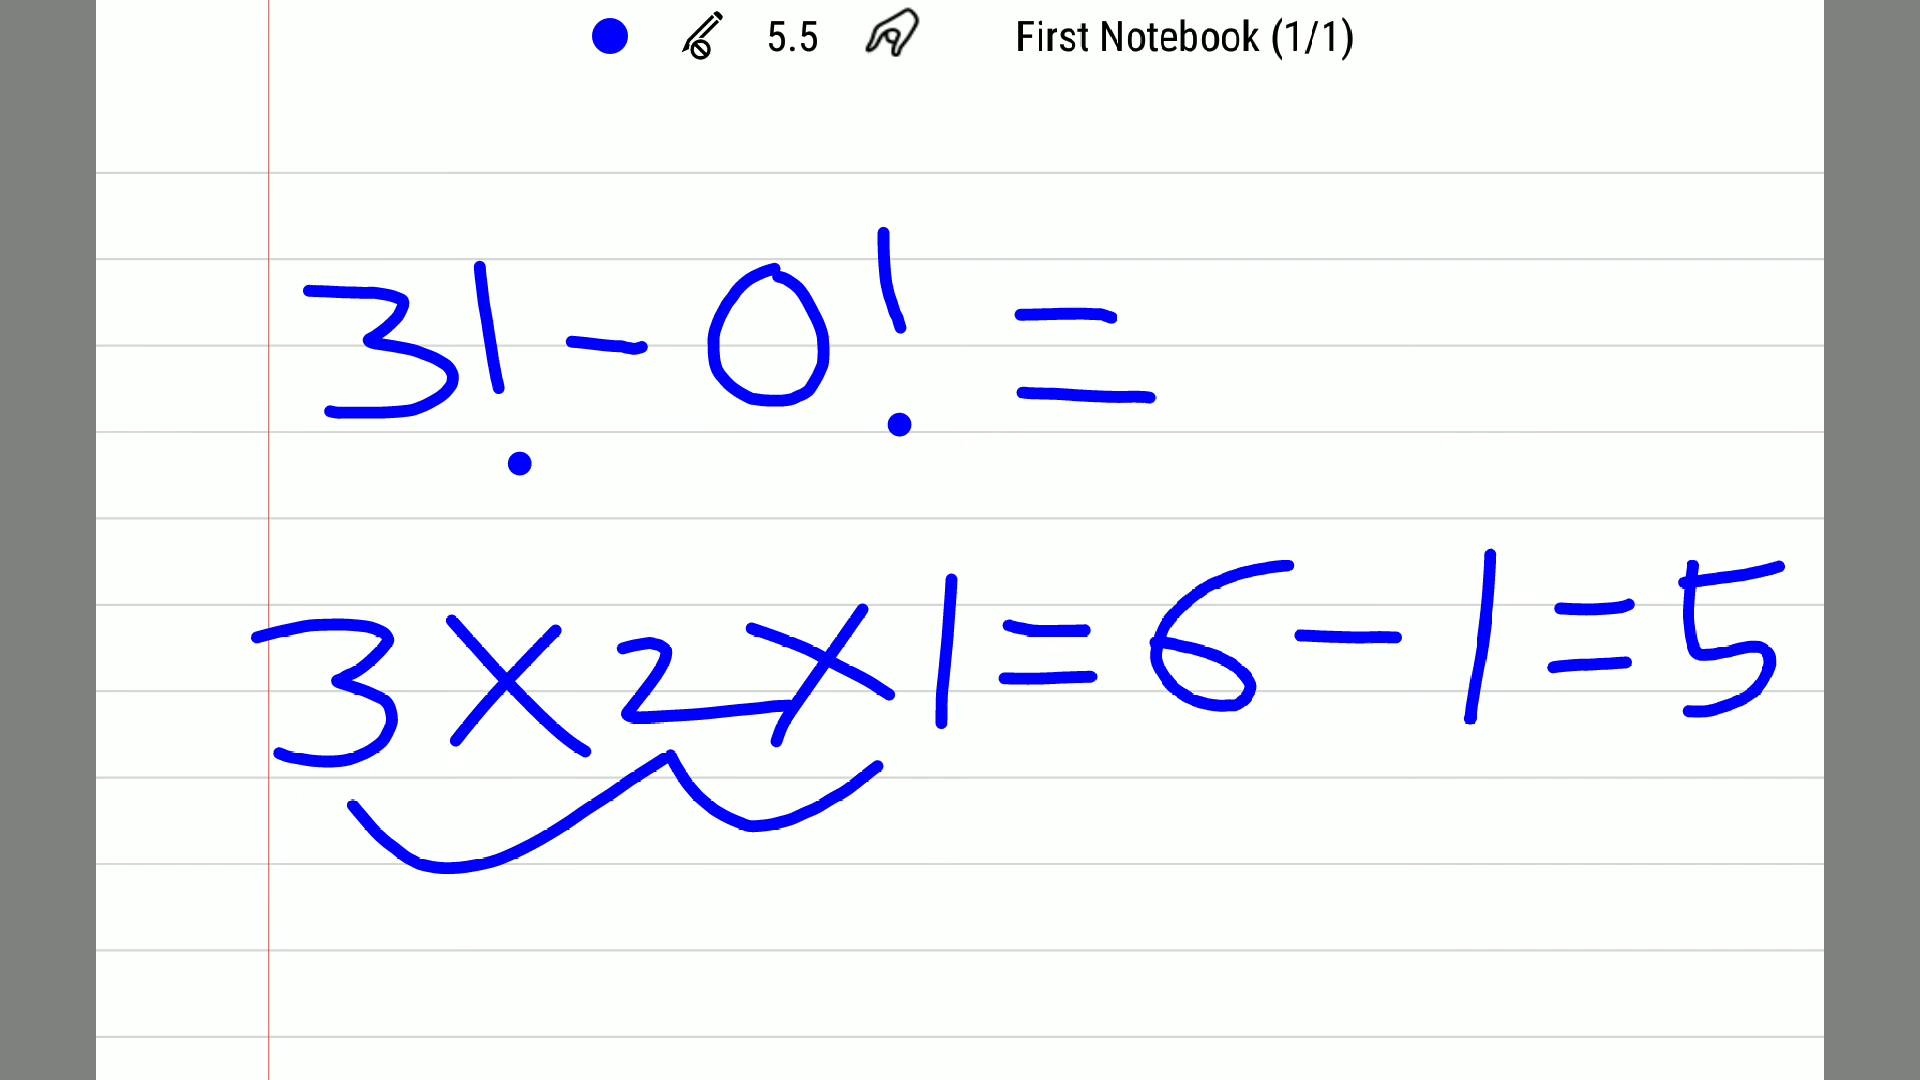 5.5 First Notebook (1/1)
3! - 0! =
3 x 2 x 1 = 6 - 1 = 5